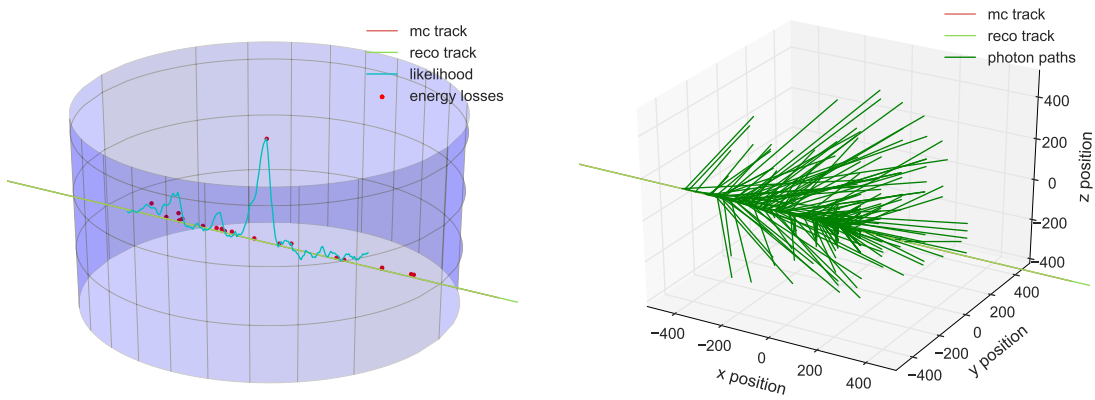 mc track
reco track
likelihood
energy losses
mc track
reco track
photon paths
400
200
0
−200
−400
z position
−400
−200
0
200
400
x position
−400
−200
0
200
400
y position